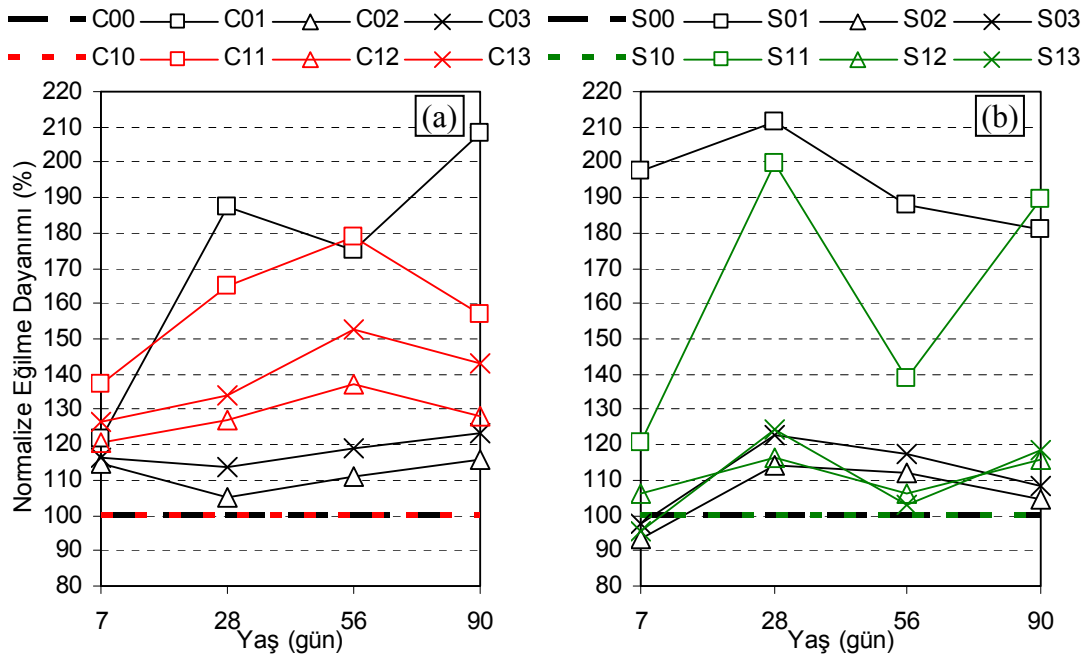 C00 C01 C02 C03
C10 C11 C12 C13
S00 S01 S02 S03
S10 S11 S12 S13
Normalize Eğilme Dayanımı (%)
220
210
200
190
180
170
160
150
140
130
120
110
100
90
80
(a)
7 28 56 90
Yaş (gün)
220
210
200
190
180
170
160
150
140
130
120
110
100
90
80
(b)
7 28 56 90
Yaş (gün)